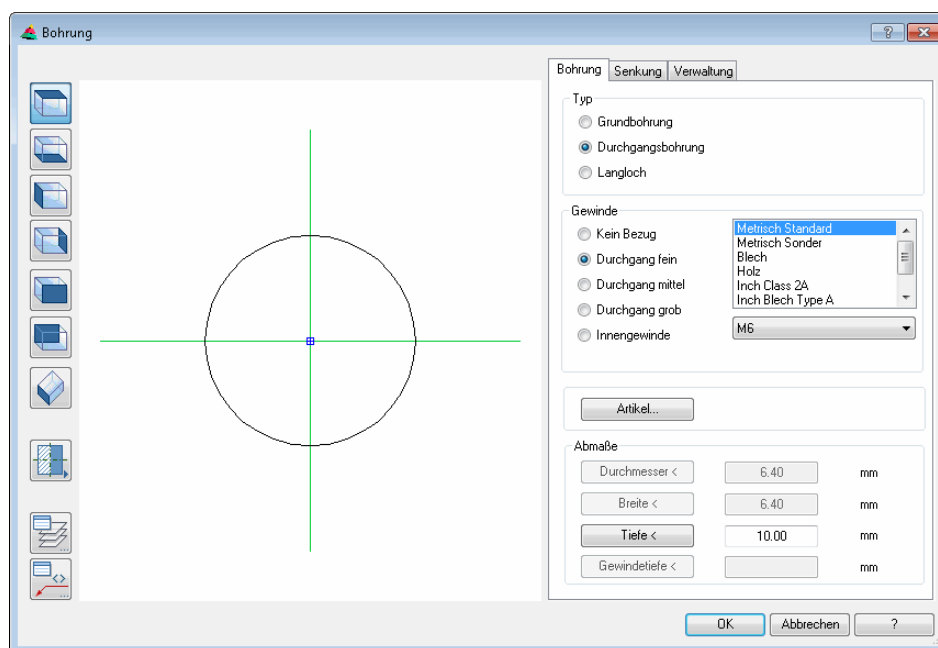 Bohrung
?
Bohrung Senkung Verwaltung
Typ
Grundbohrung
Durchgangsbohrung
Langloch
Gewinde
Kein Bezug
Durchgang fein
Durchgang mittel
Durchgang grob
Innengewinde
Metrisch Standard
Metrisch Sonder
Blech
Holz
Inch Class 2A
Inch Blech Type A
M6
Artikel...
Abmaße
Durchmesser < 6.40 mm
Breite < 6.40 mm
Tiefe < 10.00 mm
Gewindetiefe < mm
OK Abbrechen ?